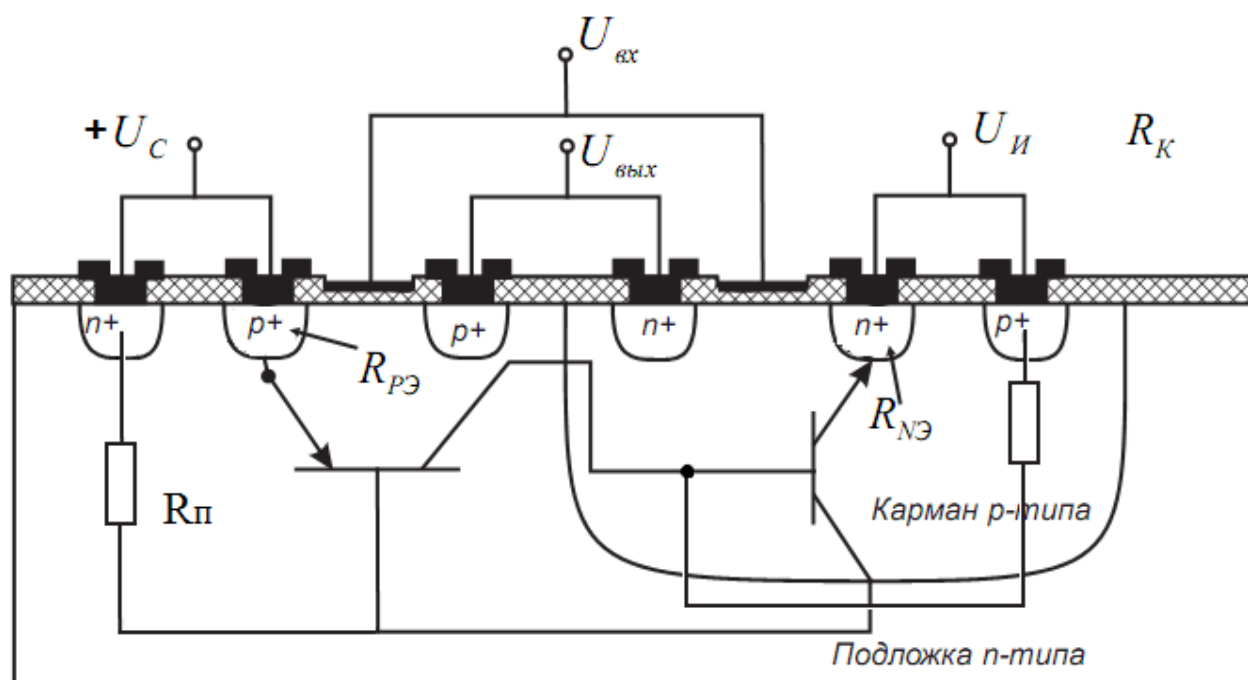 U вх
+U С
U вых
U И
R К
n+
p+
p+
n+
n+
p+
R РЭ
R NЭ
Rп
Карман p-типа
Подложка n-типа